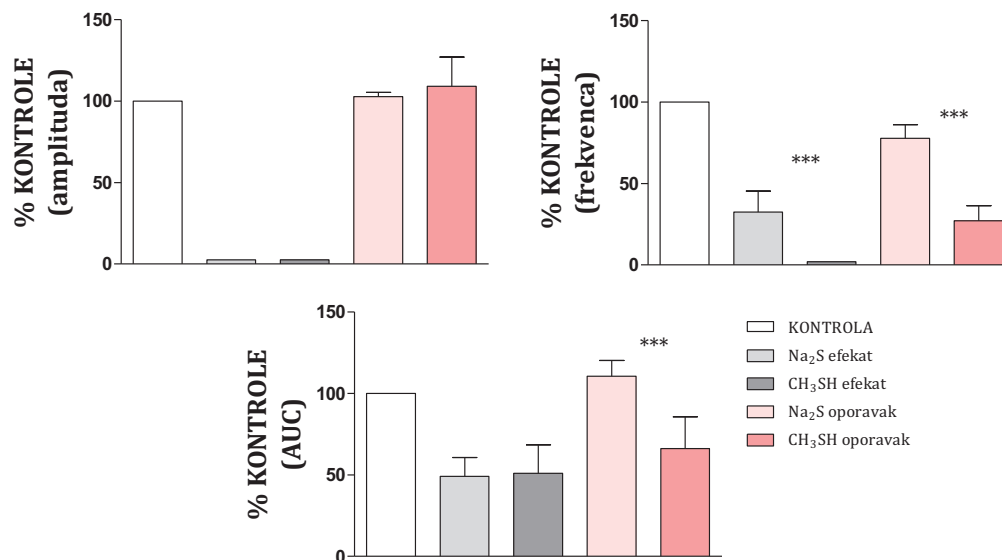 % KONTROLE
(amplituda)
150
100
50
0
% KONTROLE
(frekvenca)
150
100
50
0
***
***
% KONTROLE
(AUC)
150
100
50
0
***
KONTROLA
Na₂S efekat
CH₃SH efekat
Na₂S oporavak
CH₃SH oporavak